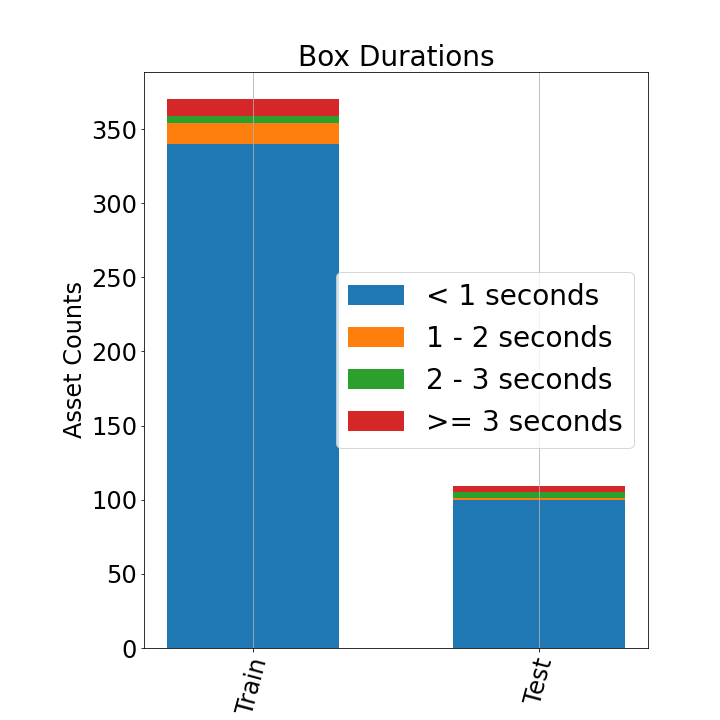 Box Durations
Asset Counts
350
300
250
200
150
100
50
0
< 1 seconds
1 - 2 seconds
2 - 3 seconds
>= 3 seconds
Train
Test